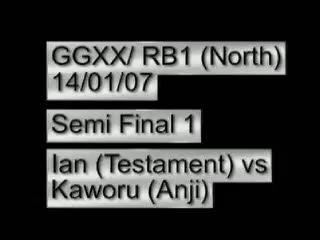 GGXX/ RB1 (North)
14/01/07
Semi Final 1
Ian (Testament) vs
Kaworu (Anji)